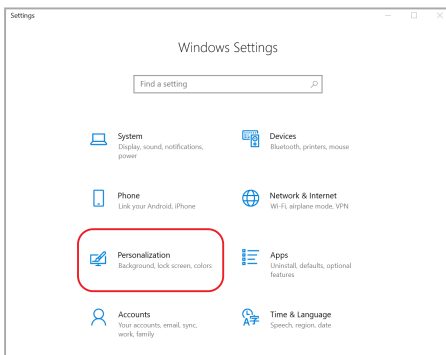 Settings
Windows Settings
Find a setting
System
Display, sound, notifications,
power
Devices
Bluetooth, printers, mouse
Phone
Link your Android, iPhone
Network & Internet
Wi-Fi, airplane mode, VPN
Personalization
Background, lock screen, colors
Apps
Uninstall, defaults, optional
features
Accounts
Your accounts, email, sync,
work, family
Time & Language
Speech, region, date